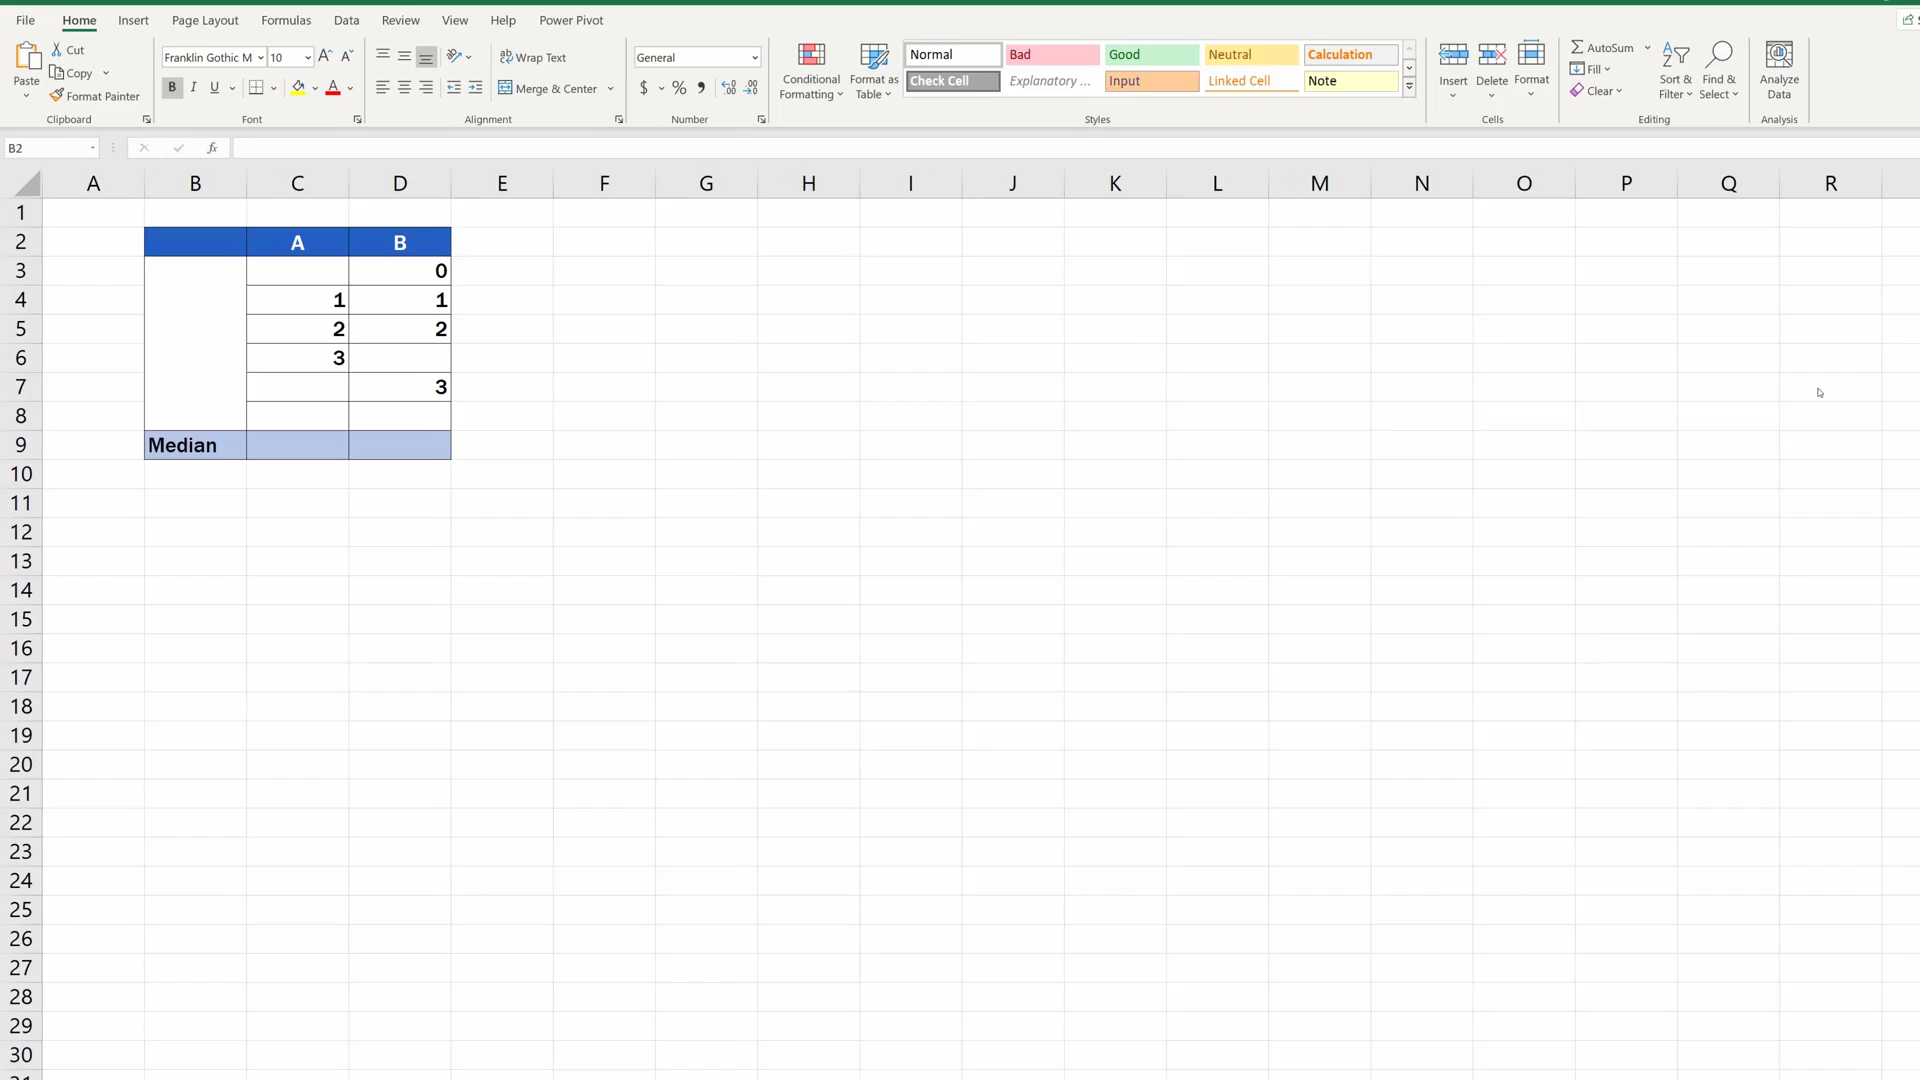 File Home Insert Page Layout Formulas Data Review View Help Power Pivot
Paste
Cut
Copy
Format Painter
Clipboard
Franklin Gothic M 10 A A
B I U A
Font
ab Wrap Text
Merge & Center
Alignment
General
$ % 9
Number
Conditional Formatting
Format as Table
Normal Bad Good Neutral Calculation
Check Cell Explanatory ... Input Linked Cell Note
Styles
Insert Delete Format
Cells
AutoSum
Fill
Clear
Sort & Filter
Find & Select
Editing
Analyze Data
Analysis
B2 fx
A B C D E F G H I J K L M N O P Q R
1
2 A B
3 0
4 1 1
5 2 2
6 3
7 3
8
9 Median
10
11
12
13
14
15
16
17
18
19
20
21
22
23
24
25
26
27
28
29
30